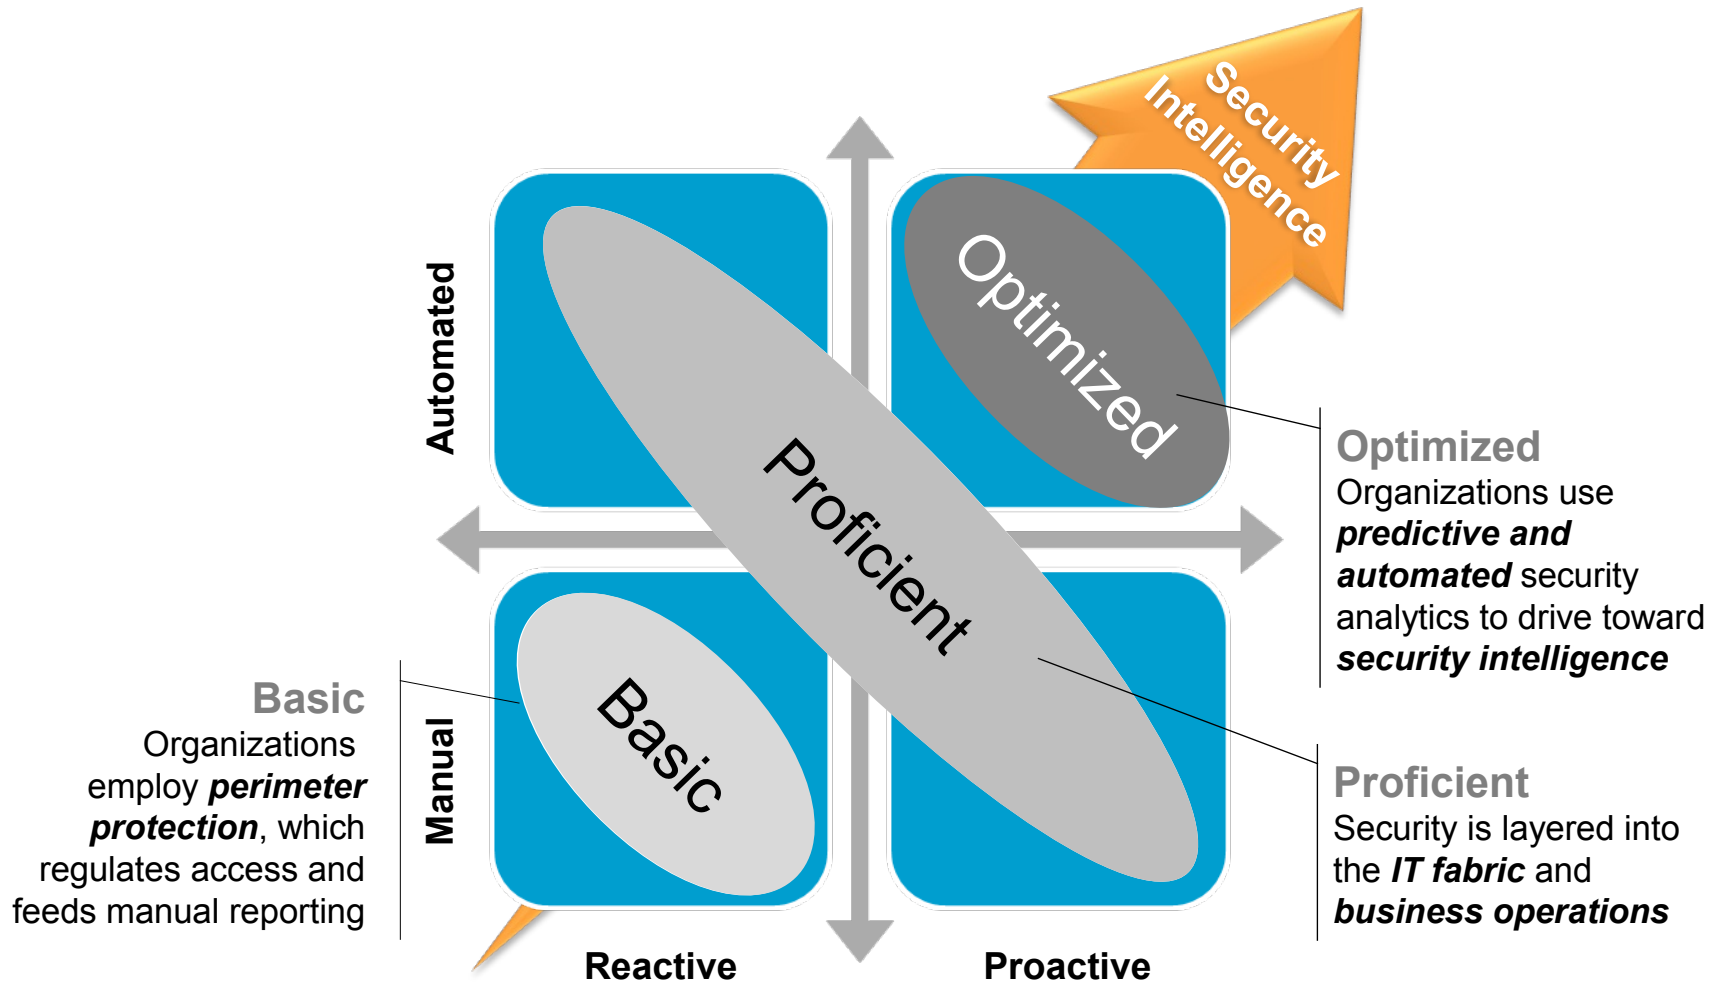 Security
Intelligence
Automated
Manual
Reactive
Proactive
Optimized
Proficient
Basic
Optimized
Organizations use
predictive and
automated security
analytics to drive toward
security intelligence
Basic
Organizations
employ perimeter
protection, which
regulates access and
feeds manual reporting
Proficient
Security is layered into
the IT fabric and
business operations